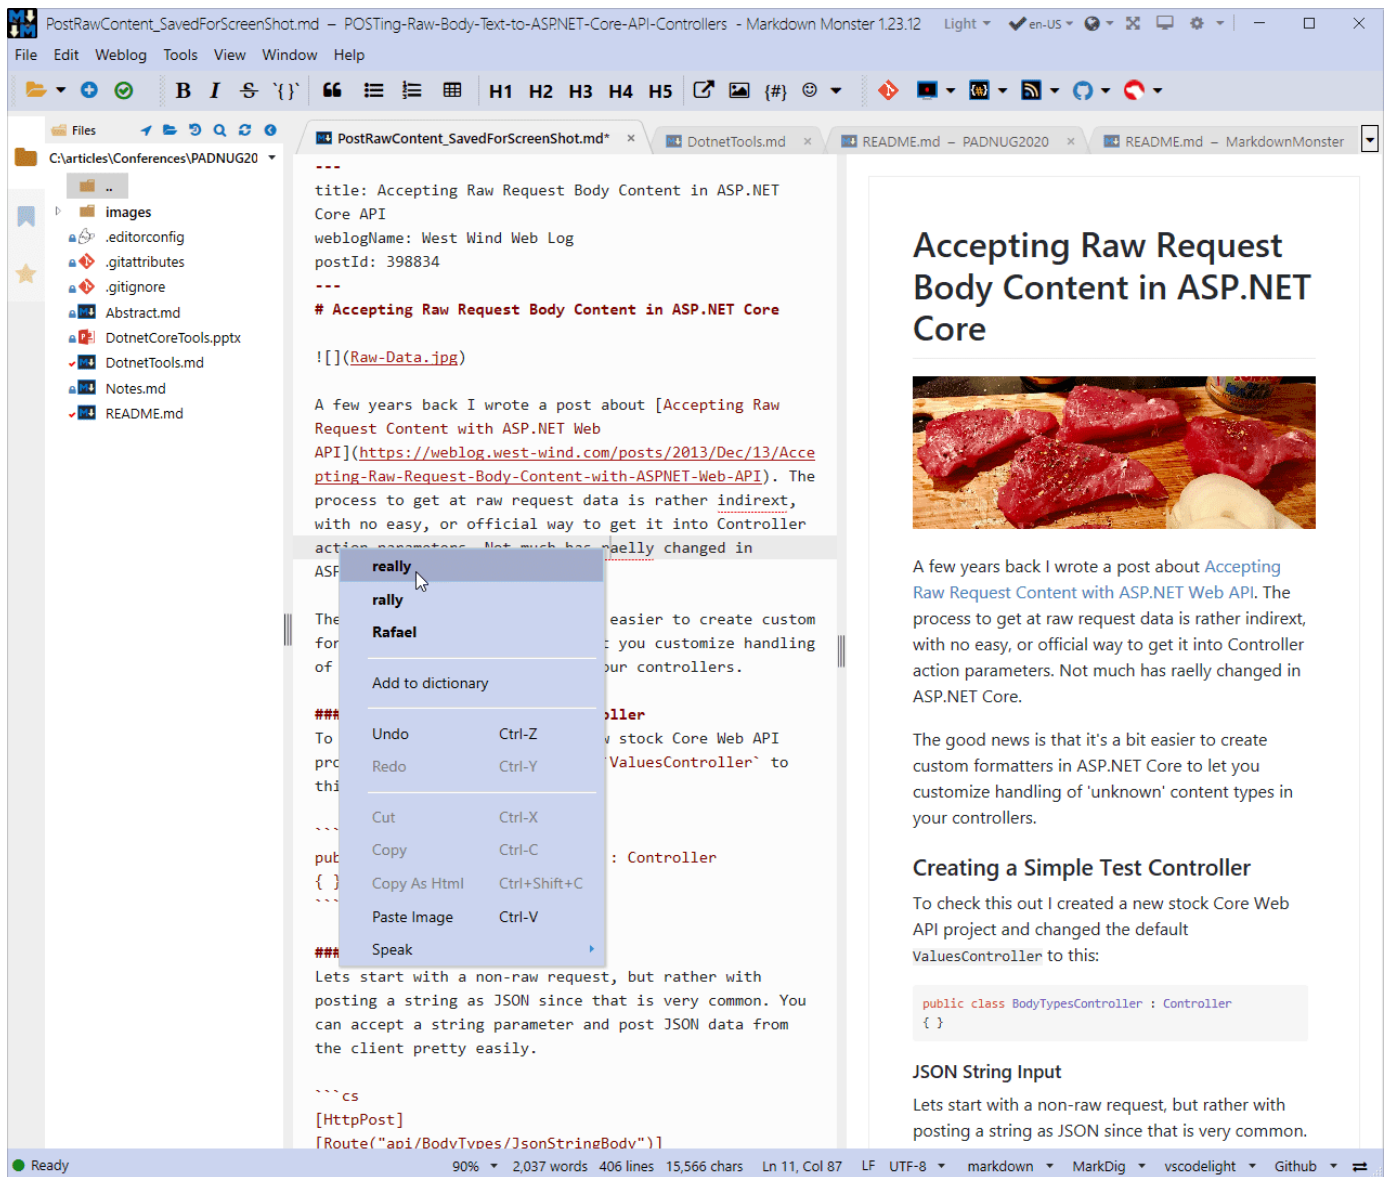 PostRawContent_SavedForScreenShot.md – POSTing-Raw-Body-Text-to-ASP.NET-Core-API-Controllers - Markdown Monster 1.23.12
Light
en-US
File Edit Weblog Tools View Window Help
B I S `{}` H1 H2 H3 H4 H5 {#}
Files
C:\articles\Conferences\PADNUG20
..
images
.editorconfig
.gitattributes
.gitignore
Abstract.md
DotnetCoreTools.pptx
DotnetTools.md
Notes.md
README.md
PostRawContent_SavedForScreenShot.md* ×
DotnetTools.md ×
README.md – PADNUG2020 ×
README.md – MarkdownMonster
---
title: Accepting Raw Request Body Content in ASP.NET
Core API
weblogName: West Wind Web Log
postId: 398834
---
# Accepting Raw Request Body Content in ASP.NET Core
![](Raw-Data.jpg)
A few years back I wrote a post about [Accepting Raw
Request Content with ASP.NET Web
API](https://weblog.west-wind.com/posts/2013/Dec/13/Acce
pting-Raw-Request-Body-Content-with-ASPNET-Web-API). The
process to get at raw request data is rather indirext,
with no easy, or official way to get it into Controller
action parameters. Not much has raelly changed in
ASP
The easier to create custom
for you customize handling
of our controllers.
### ller
To stock Core Web API
pro `ValuesController` to
thi
```
pub : Controller
{ }
```
###
Lets start with a non-raw request, but rather with
posting a string as JSON since that is very common. You
can accept a string parameter and post JSON data from
the client pretty easily.
```cs
[HttpPost]
[Route("api/BodyTypes/JsonStringBody")]
really
rally
Rafael
Add to dictionary
Undo Ctrl-Z
Redo Ctrl-Y
Cut Ctrl-X
Copy Ctrl-C
Copy As Html Ctrl+Shift+C
Paste Image Ctrl-V
Speak
Accepting Raw Request
Body Content in ASP.NET
Core
A few years back I wrote a post about Accepting
Raw Request Content with ASP.NET Web API. The
process to get at raw request data is rather indirext,
with no easy, or official way to get it into Controller
action parameters. Not much has raelly changed in
ASP.NET Core.
The good news is that it's a bit easier to create
custom formatters in ASP.NET Core to let you
customize handling of 'unknown' content types in
your controllers.
Creating a Simple Test Controller
To check this out I created a new stock Core Web
API project and changed the default
ValuesController to this:
public class BodyTypesController : Controller
{ }
JSON String Input
Lets start with a non-raw request, but rather with
posting a string as JSON since that is very common.
Ready
90% 2,037 words 406 lines 15,566 chars Ln 11, Col 87 LF UTF-8 markdown MarkDig vscodelight Github